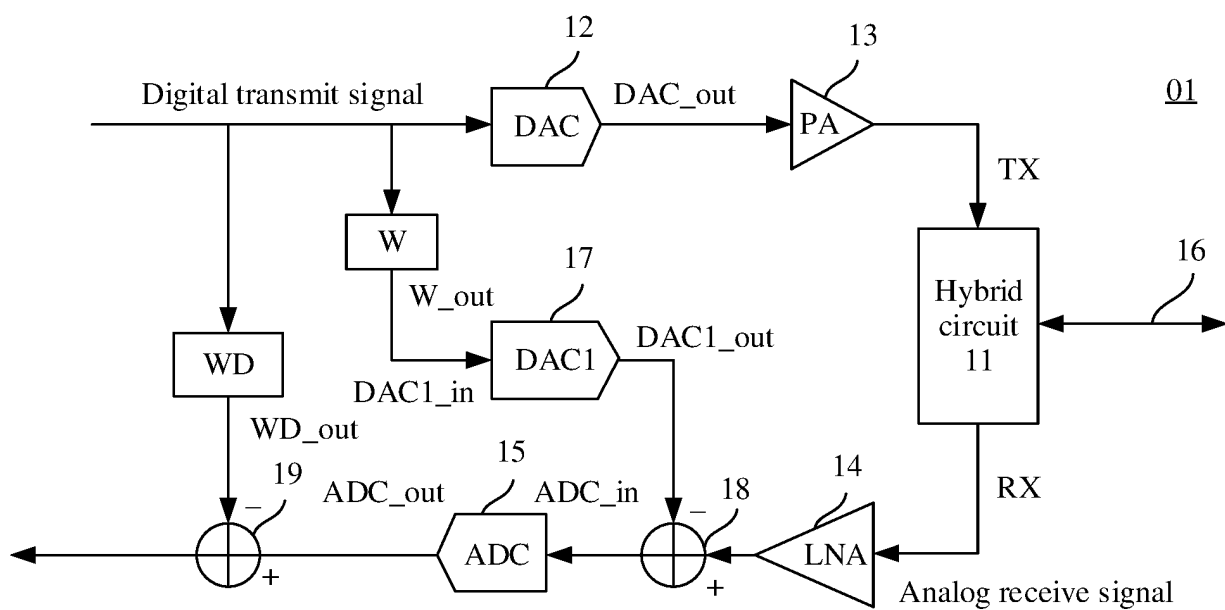 12
13
01
Digital transmit signal
DAC_out
DAC
PA
TX
W
17
16
W_out
Hybrid
circuit
11
DAC1_out
DAC1
WD
DAC1_in
WD_out
19
15
14
ADC_out
ADC_in
18
RX
−
−
ADC
LNA
+
+
Analog receive signal